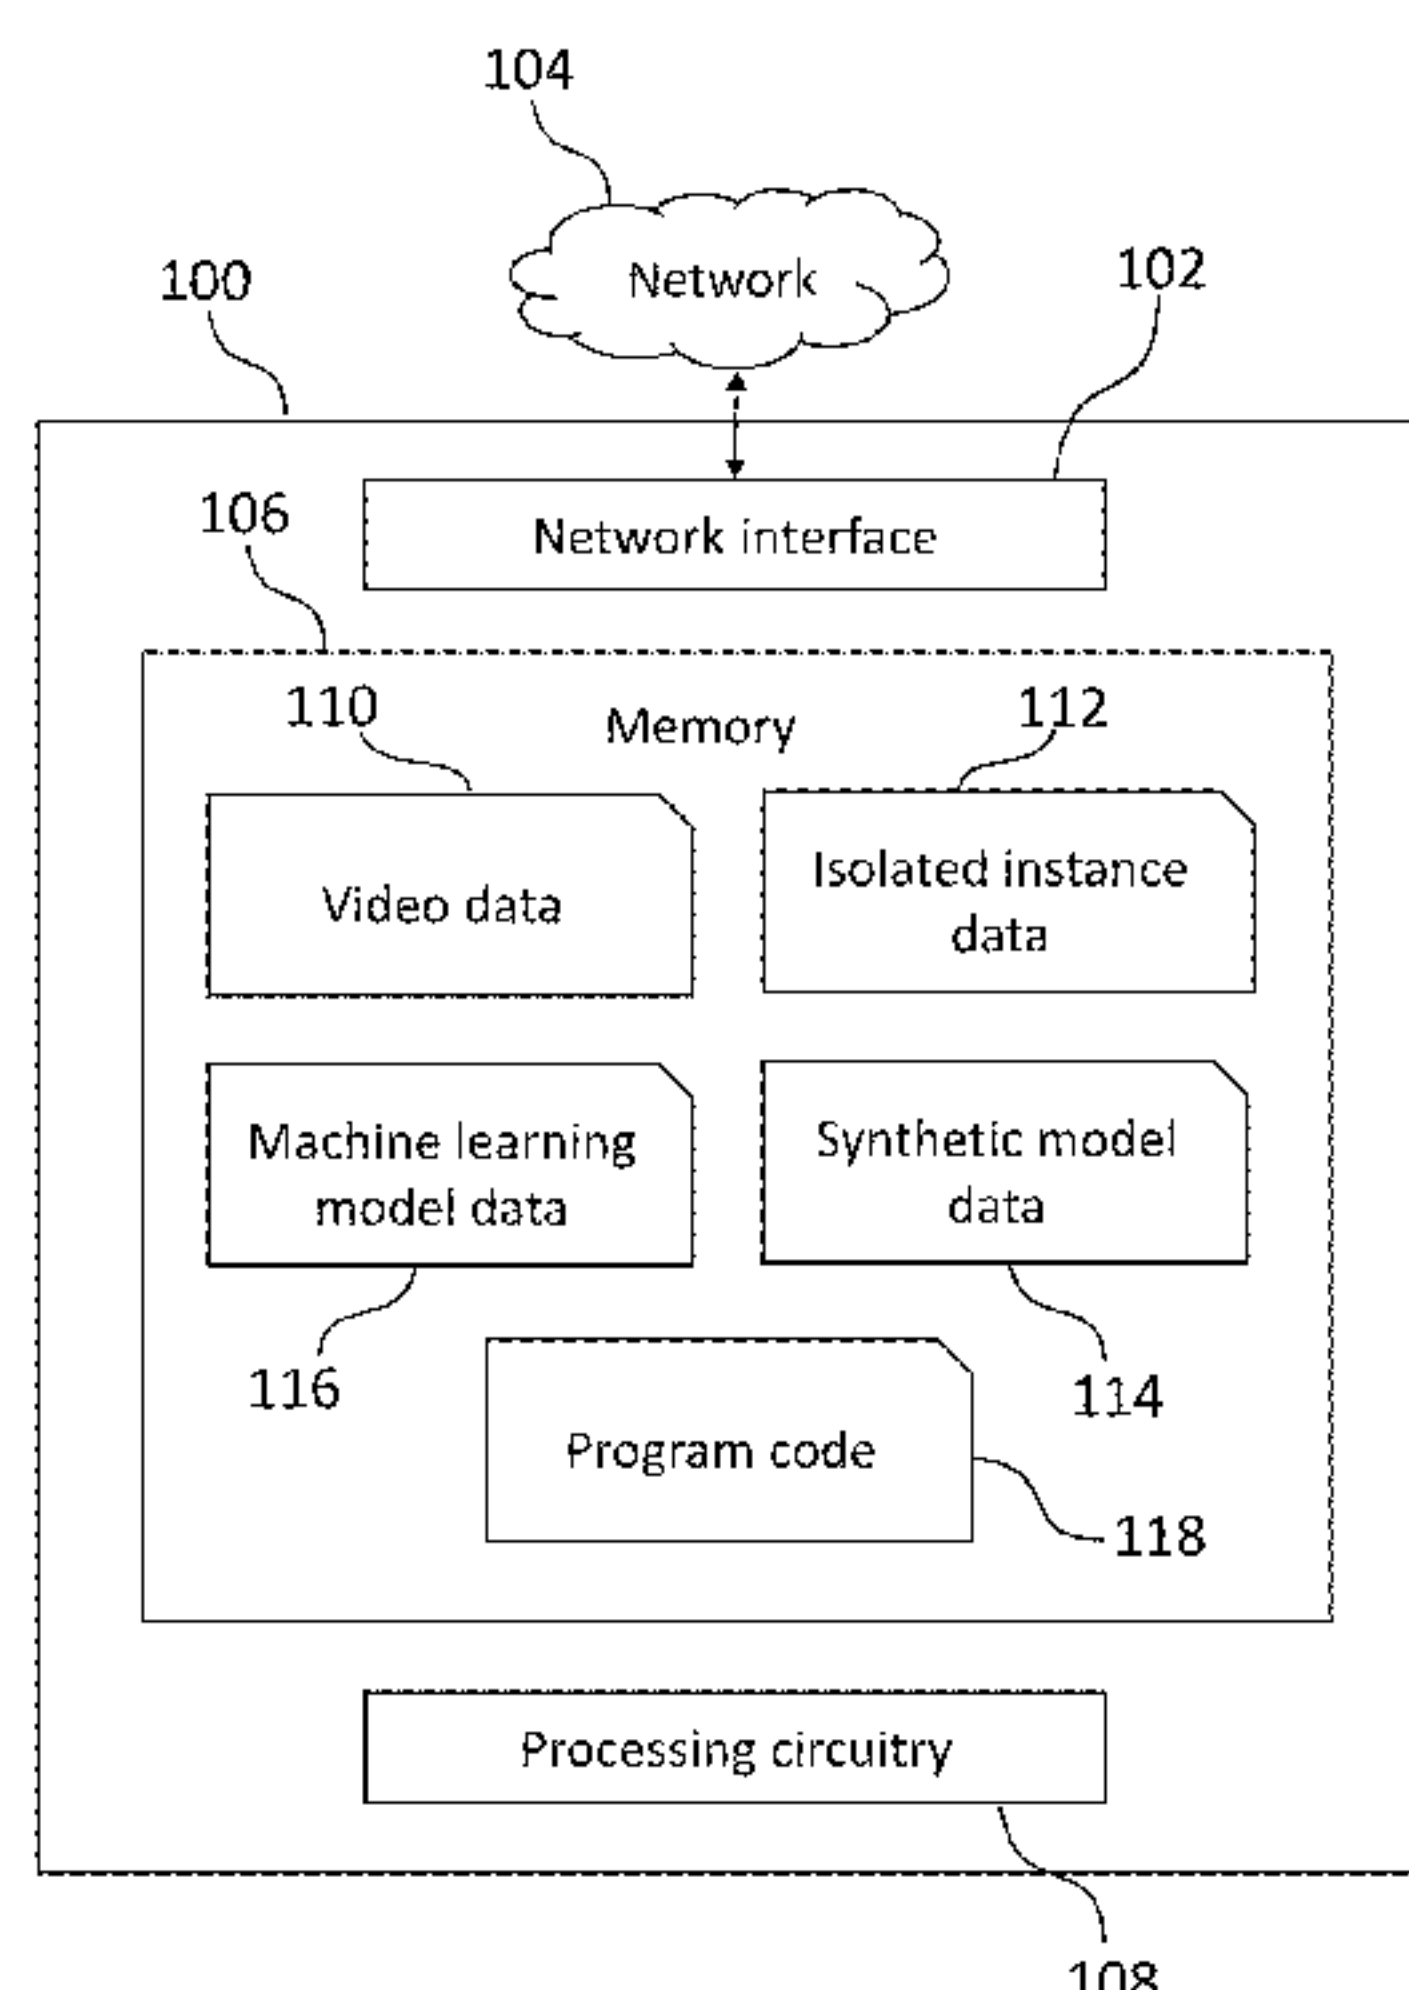 104
Network
100
102
Network interface
106
Memory
110
112
Video data
Isolated instance
data
Machine learning
model data
Synthetic model
data
116
114
Program code
118
Processing circuitry
108